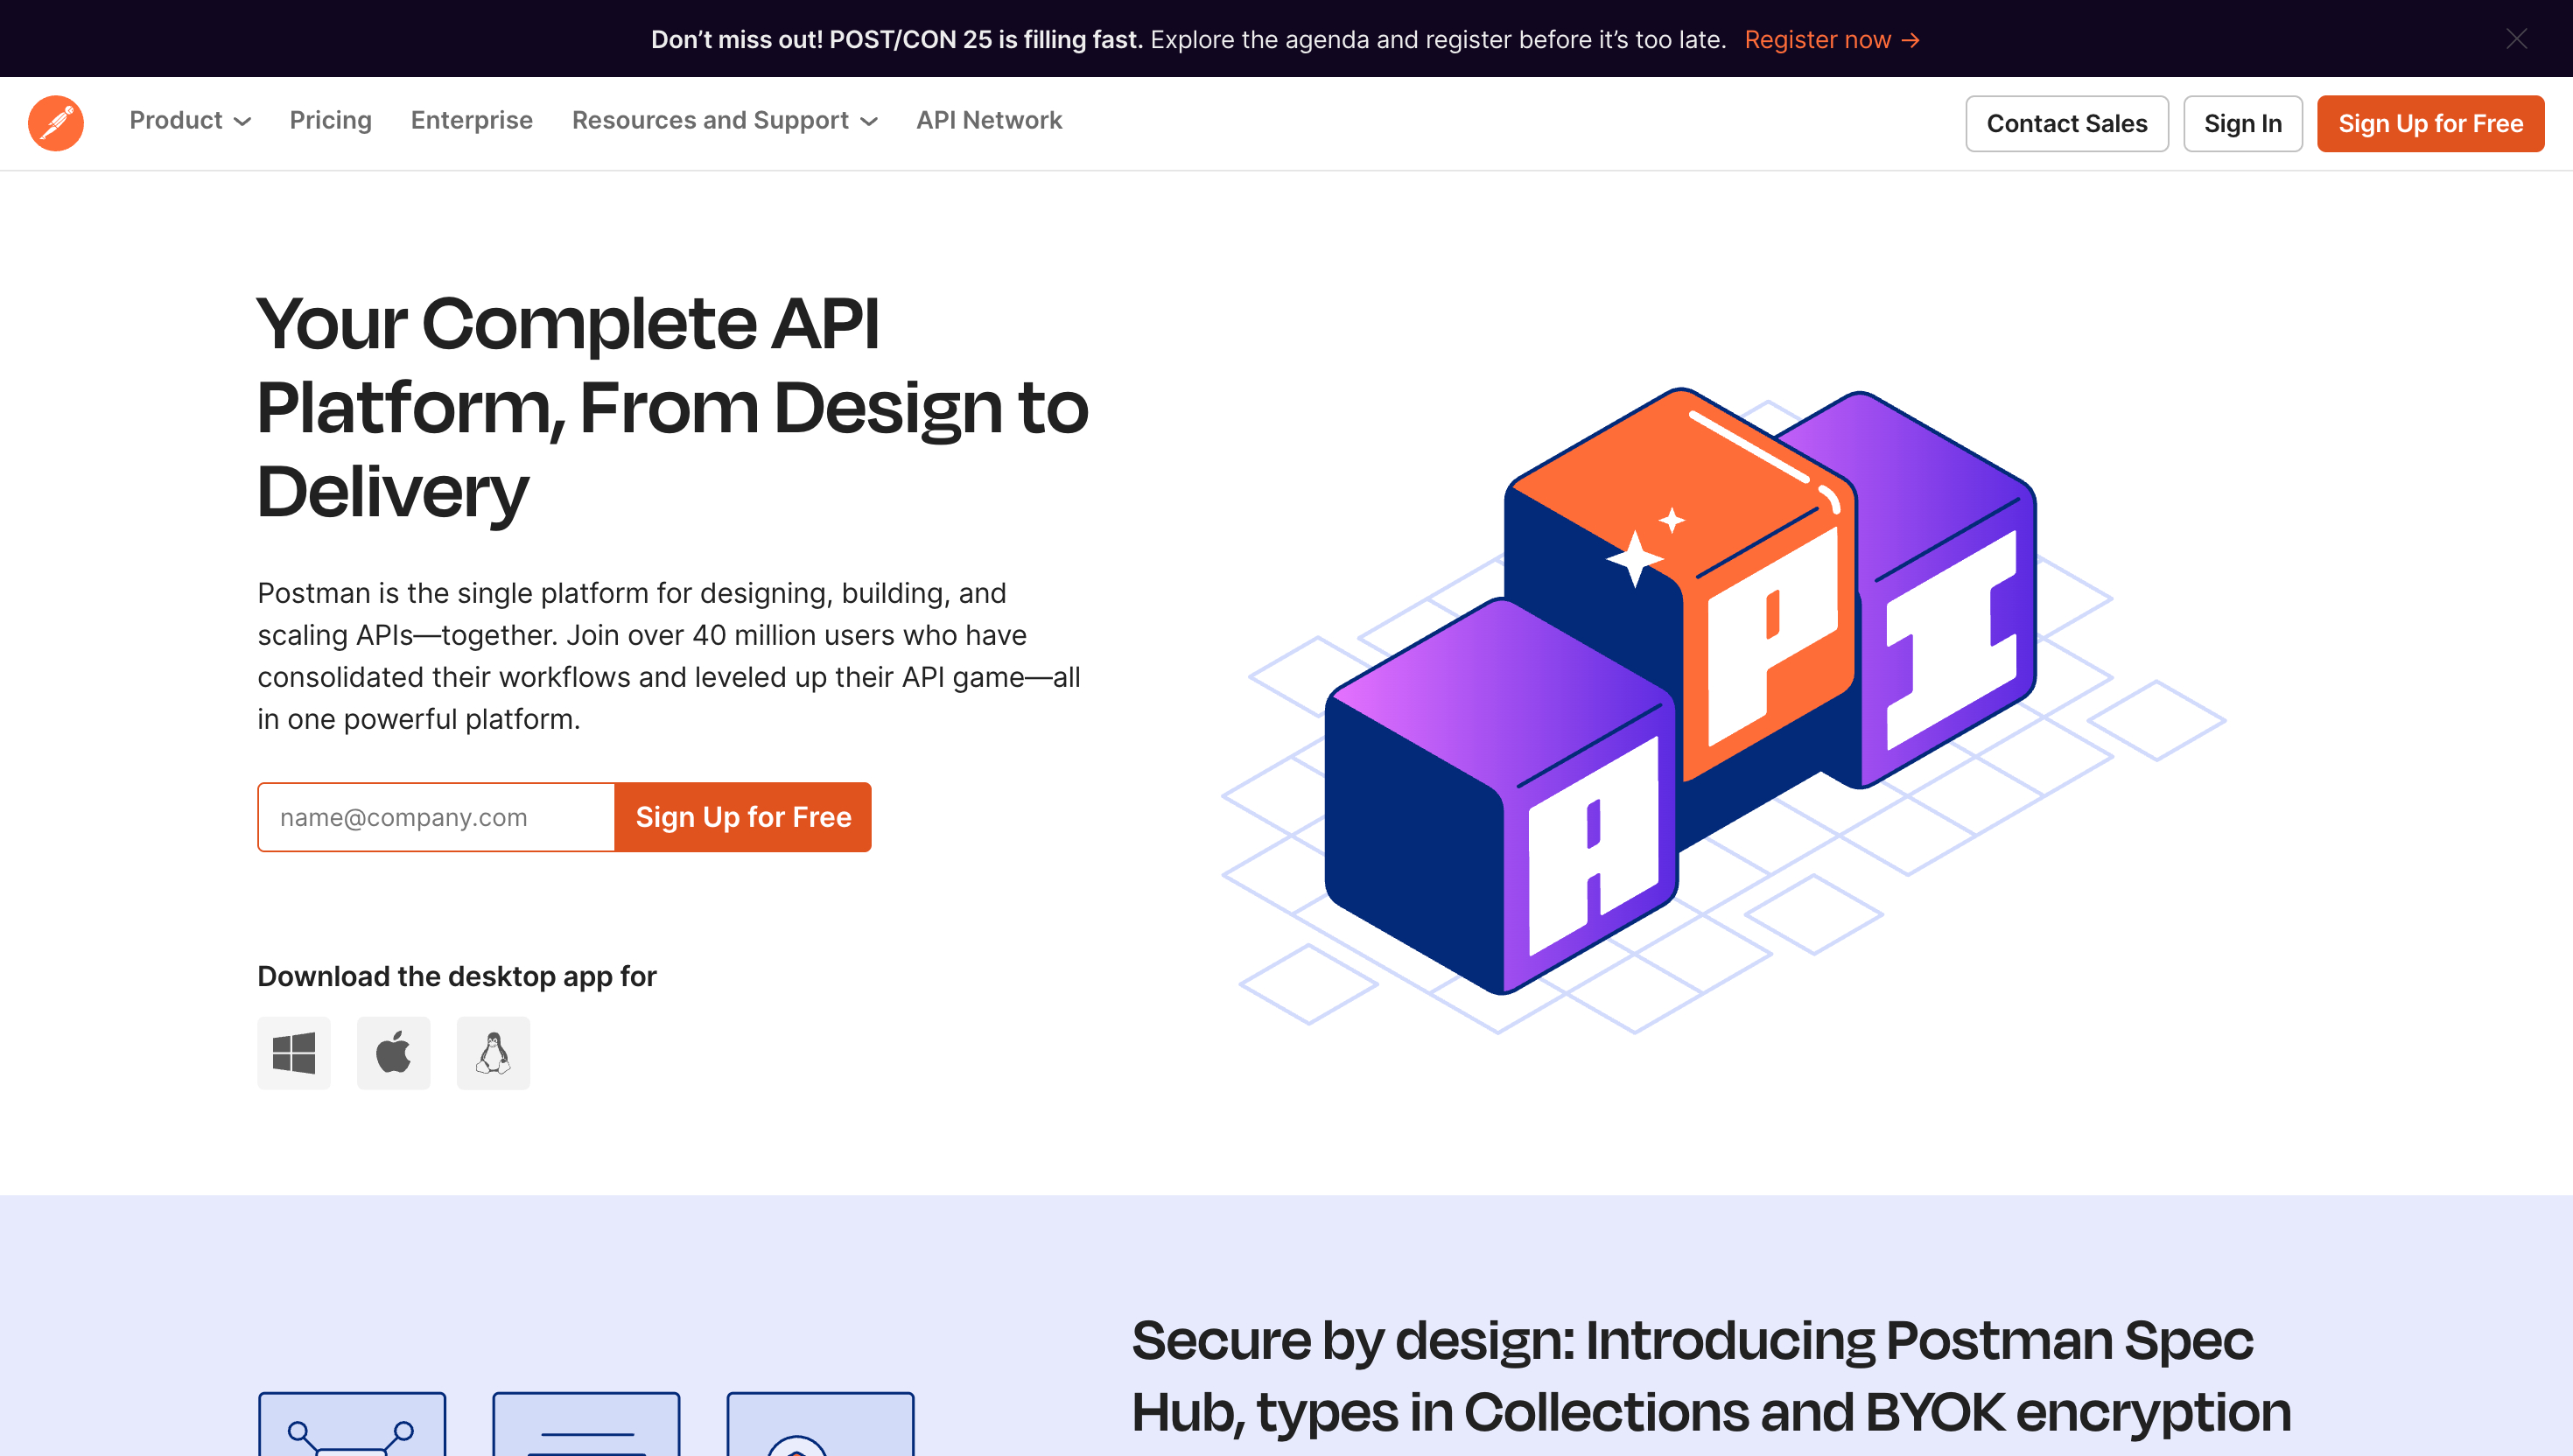 Don’t miss out! POST/CON 25 is filling fast. Explore the agenda and register before it’s too late. Register now →
Product
Pricing
Enterprise
Resources and Support
API Network
Contact Sales
Sign In
Sign Up for Free
Your Complete API
Platform, From Design to
Delivery
Postman is the single platform for designing, building, and
scaling APIs—together. Join over 40 million users who have
consolidated their workflows and leveled up their API game—all
in one powerful platform.
name@company.com
Sign Up for Free
Download the desktop app for
A
P
I
Secure by design: Introducing Postman Spec
Hub, types in Collections and BYOK encryption